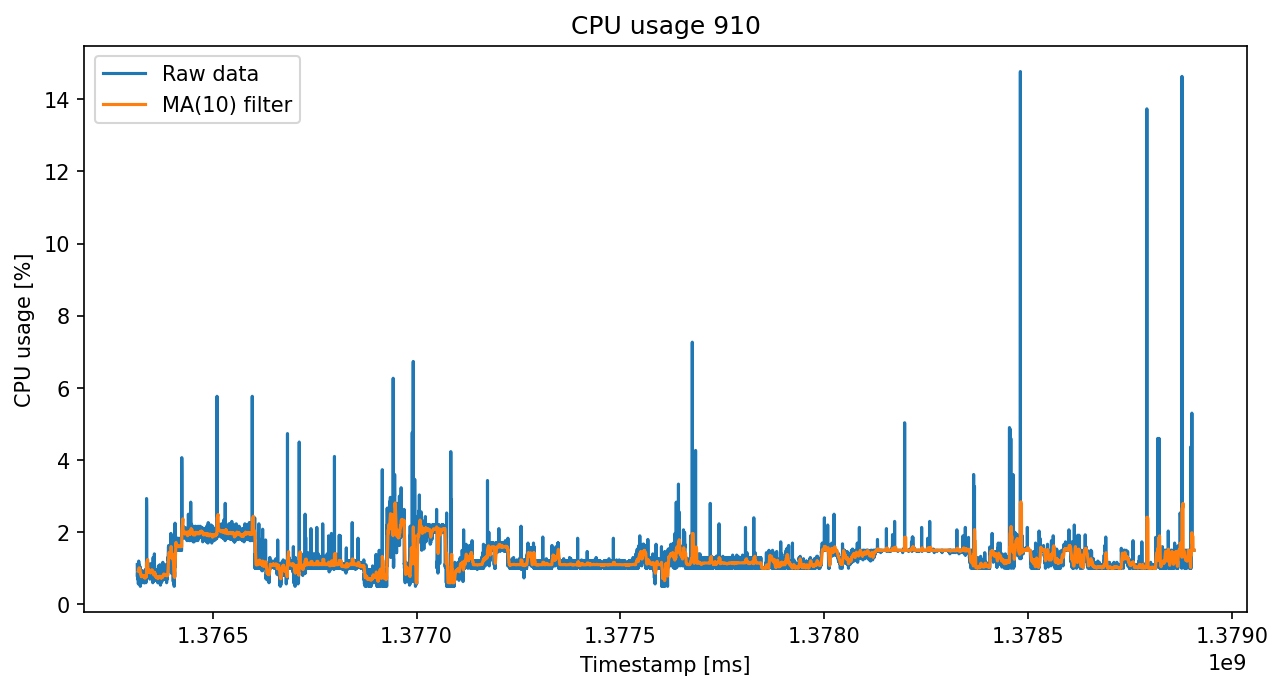 CPU usage 910
Raw data
MA(10) filter
14
12
10
8
6
4
2
0
CPU usage [%]
1.3765
1.3770
1.3775
1.3780
1.3785
1.3790
1e9
Timestamp [ms]